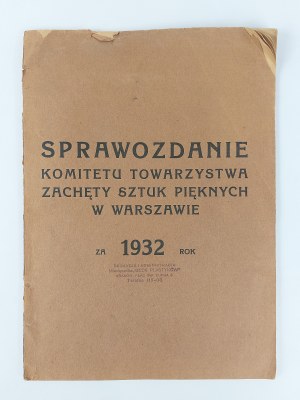 SPRAWOZDANIE
KOMITETU TOWARZYSTWA
ZACHĘTY SZTUK PIĘKNYCH
W WARSZAWIE
ZA 1932 ROK